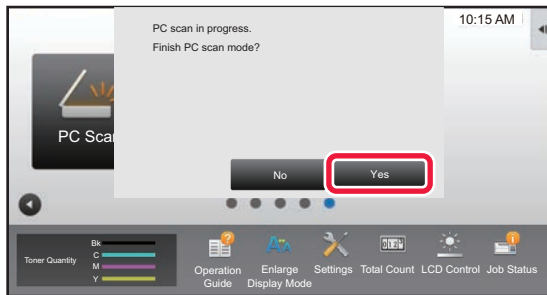 10:15 AM
PC scan in progress.
Finish PC scan mode?
PC Sca
No
Yes
Toner Quantity
Bk
C
M
Y
Operation
Guide
Enlarge
Display Mode
Settings
Total Count
LCD Control
Job Status